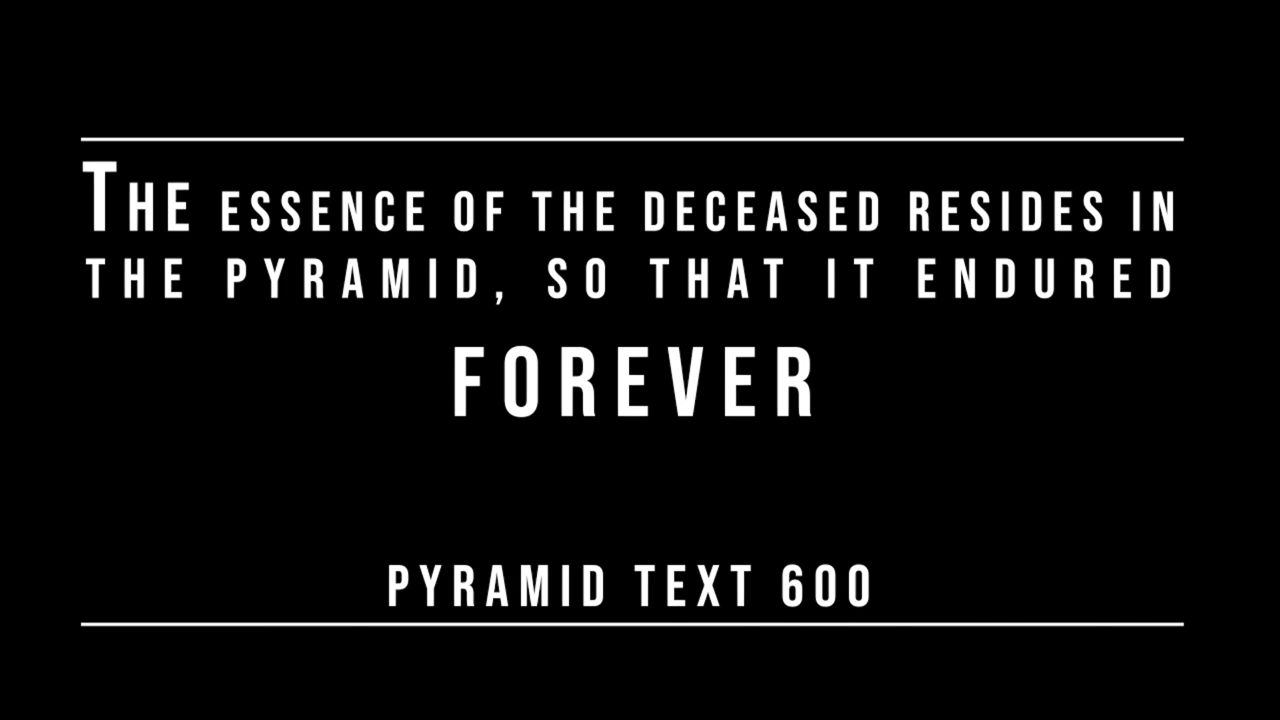 The essence of the deceased resides in
the pyramid, so that it endured
forever
Pyramid Text 600